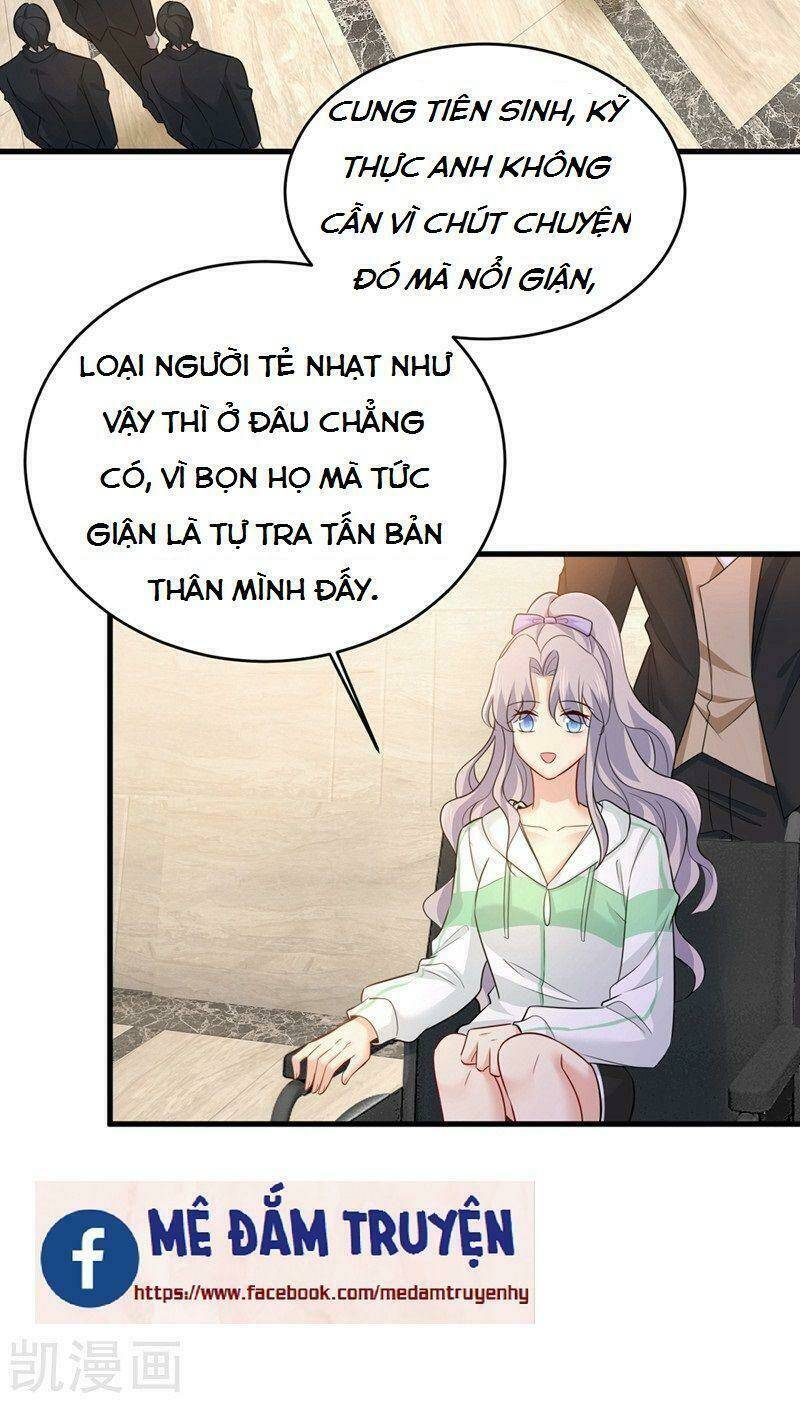 CUNG TIÊN SINH, KỲ
THỰC ANH KHÔNG
CẦN VÌ CHÚT CHUYỆN
ĐÓ MÀ NỔI GIẬN,
LOẠI NGƯỜI TẺ NHẠT NHƯ
VẬY THÌ Ở ĐÂU CHẲNG
CÓ, VÌ BỌN HỌ MÀ TỨC
GIẬN LÀ TỰ TRA TẤN BẢN
THÂN MÌNH ĐẤY.
f MÊ ĐẮM TRUYỆN
https://www.facebook.com/medamtruyenhy
凯漫画